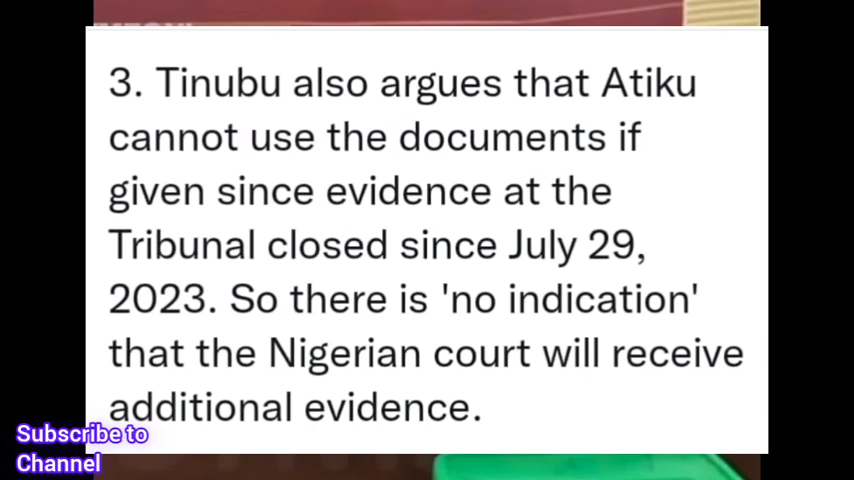 3. Tinubu also argues that Atiku
cannot use the documents if
given since evidence at the
Tribunal closed since July 29,
2023. So there is 'no indication'
that the Nigerian court will receive
additional evidence.
Subscribe to
Channel